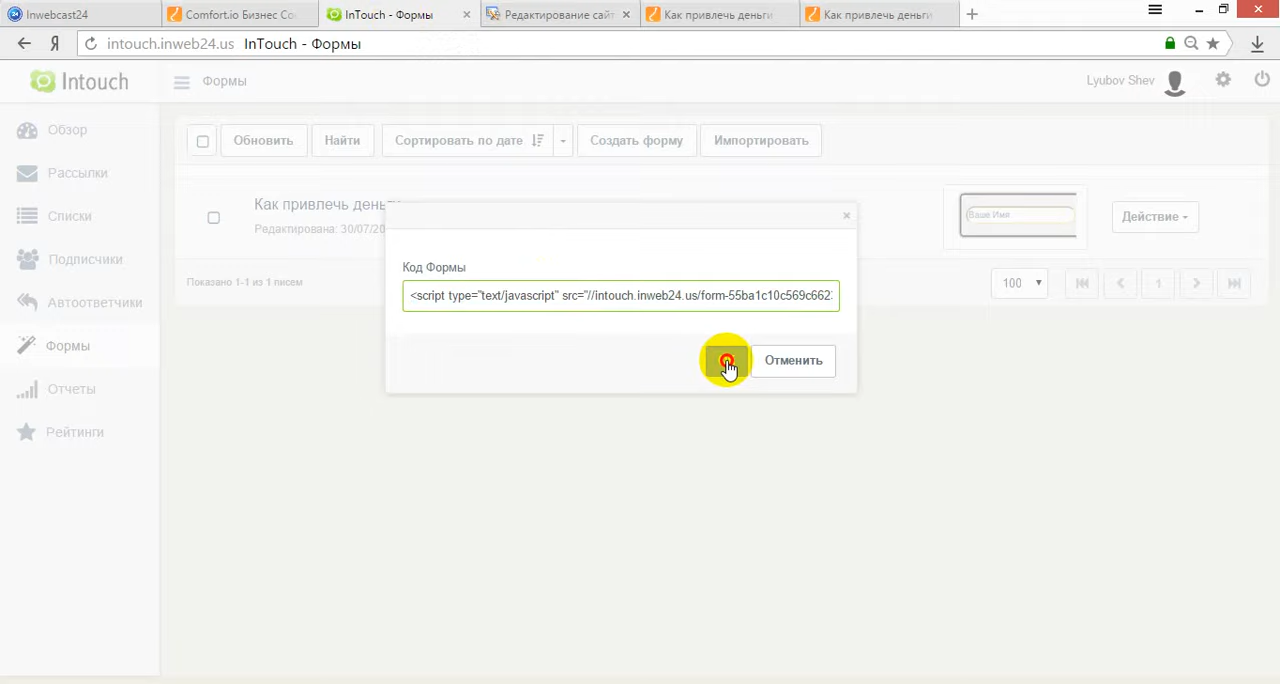 Inwebcast24
Comfort.io Бизнес Со
InTouch - Формы
Редактирование сайт
Как привлечь деньги
Как привлечь деньги
intouch.inweb24.us InTouch - Формы
Intouch
Формы
Lyubov Shev
Обзор
Рассылки
Списки
Подписчики
Автоответчики
Формы
Отчеты
Рейтинги
Обновить
Найти
Сортировать по дате
Создать форму
Импортировать
Как привлечь деньги
Редактирована: 30/07/20
Ваше Имя
Действие
Показано 1-1 из 1 писем
100
1
Код Формы
<script type="text/javascript" src="//intouch.inweb24.us/form-55ba1c10c569c662
Отменить